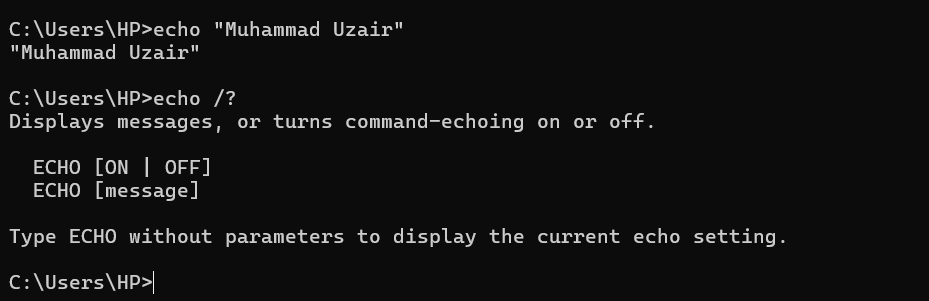 C:\Users\HP>echo "Muhammad Uzair"
"Muhammad Uzair"
C:\Users\HP>echo /?
Displays messages, or turns command-echoing on or off.
ECHO [ON | OFF]
ECHO [message]
Type ECHO without parameters to display the current echo setting.
C:\Users\HP>